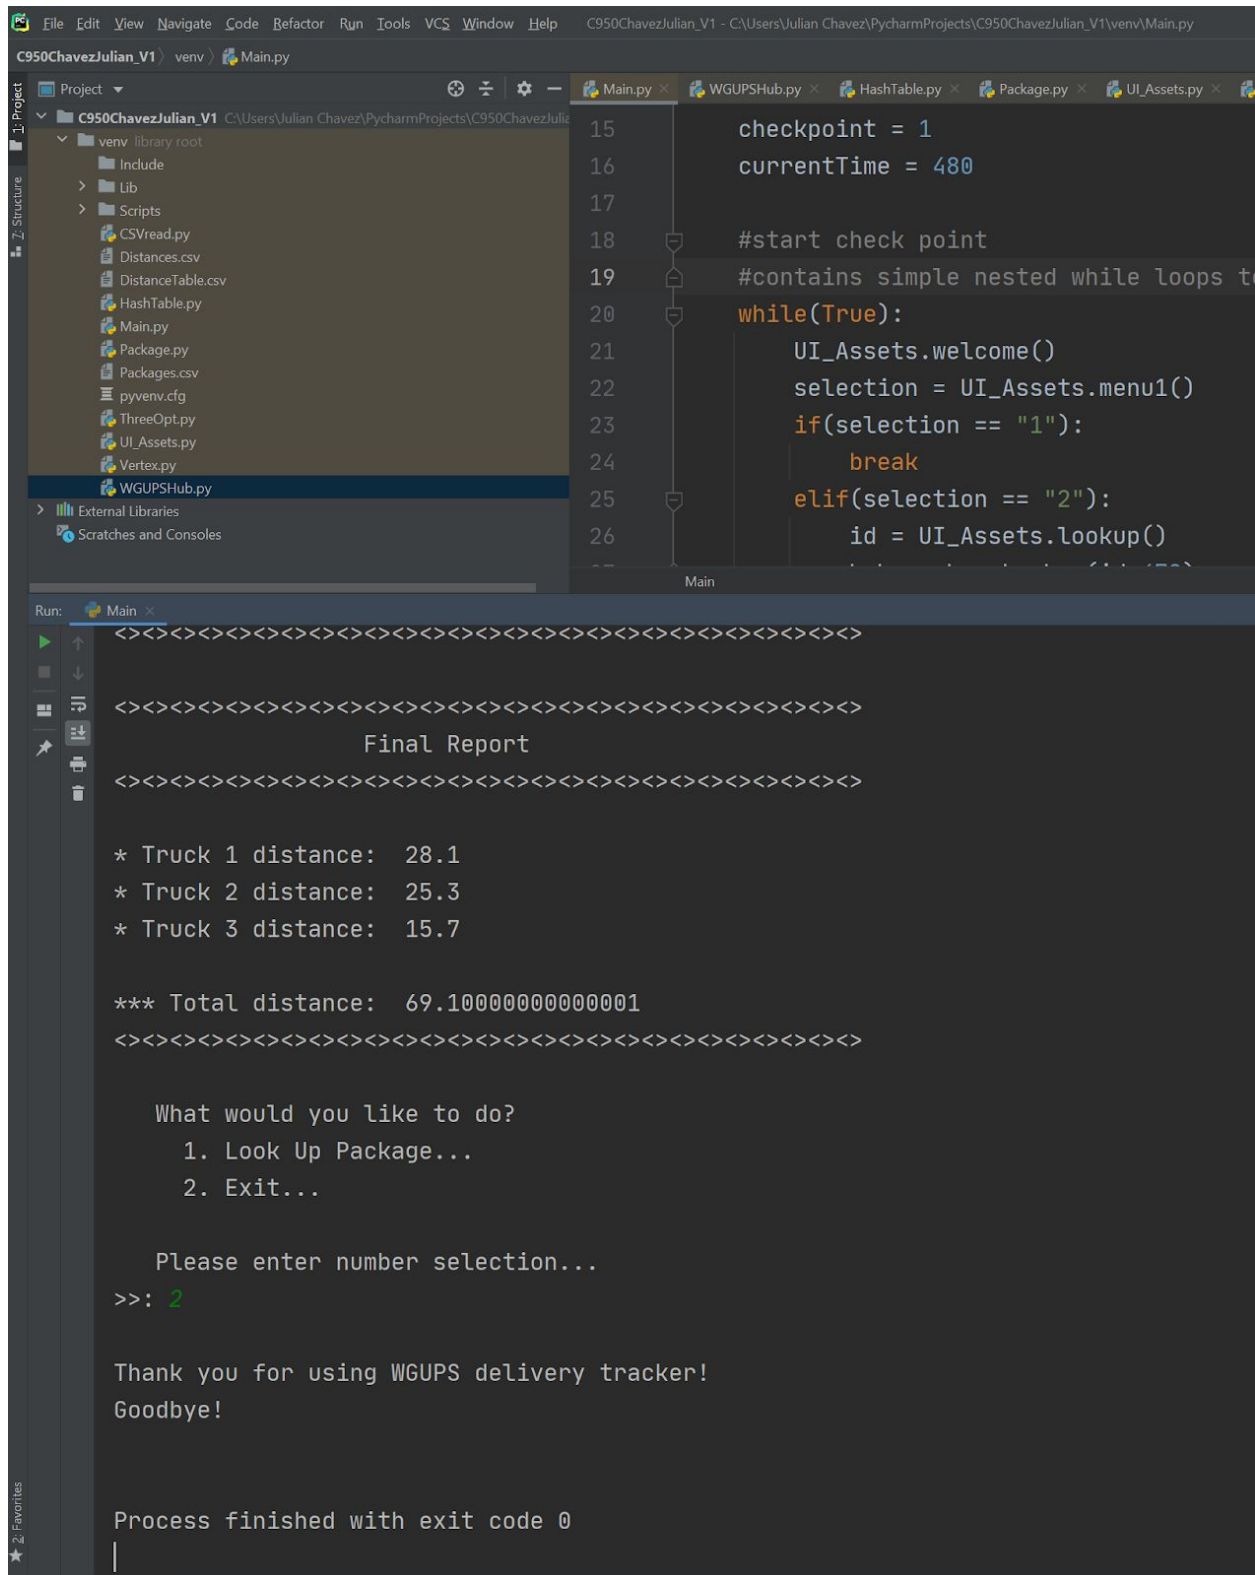 File Edit View Navigate Code Refactor Run Tools VCS Window Help C950ChavezJulian_V1 - C:\Users\Julian Chavez\PycharmProjects\C950ChavezJulian_V1\venv\Main.py
C950ChavezJulian_V1 venv Main.py
1: Project
Z: Structure
2: Favorites
Project
C950ChavezJulian_V1 C:\Users\Julian Chavez\PycharmProjects\C950ChavezJulia
venv library root
Include
Lib
Scripts
CSVread.py
Distances.csv
DistanceTable.csv
HashTable.py
Main.py
Package.py
Packages.csv
pyvenv.cfg
ThreeOpt.py
UI_Assets.py
Vertex.py
WGUPSHub.py
External Libraries
Scratches and Consoles
Main.py WGUPSHub.py HashTable.py Package.py UI_Assets.py
15 checkpoint = 1
16 currentTime = 480
17
18 #start check point
19 #contains simple nested while loops to
20 while(True):
21 UI_Assets.welcome()
22 selection = UI_Assets.menu1()
23 if(selection == "1"):
24 break
25 elif(selection == "2"):
26 id = UI_Assets.lookup()
Main
Run: Main
<><><><><><><><><><><><><><><><><><><><><><><><><><><>
<><><><><><><><><><><><><><><><><><><><><><><><><><><>
Final Report
<><><><><><><><><><><><><><><><><><><><><><><><><><><>
* Truck 1 distance: 28.1
* Truck 2 distance: 25.3
* Truck 3 distance: 15.7
*** Total distance: 69.10000000000001
<><><><><><><><><><><><><><><><><><><><><><><><><><><>
What would you like to do?
1. Look Up Package...
2. Exit...
Please enter number selection...
>>: 2
Thank you for using WGUPS delivery tracker!
Goodbye!
Process finished with exit code 0